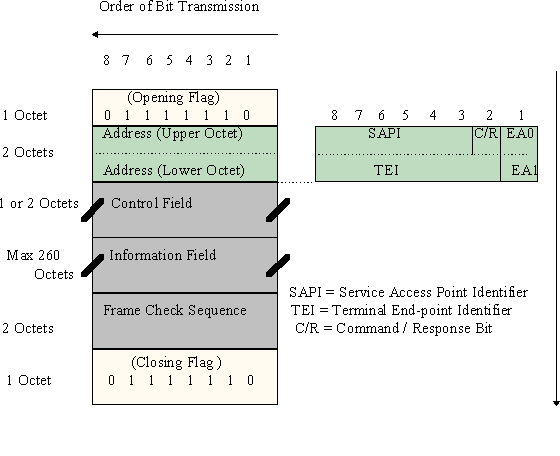 Order of Bit Transmission
8 7 6 5 4 3 2 1
(Opening Flag)
1 Octet
0 1 1 1 1 1 1 0
8 7 6 5 4 3 2 1
2 Octets
Address (Upper Octet)
Address (Lower Octet)
SAPI C/R EA0
TEI EA1
1 or 2 Octets Control Field
Max 260
Octets
Information Field
SAPI = Service Access Point Identifier
TEI = Terminal End-point Identifier
C/R = Command / Response Bit
2 Octets
Frame Check Sequence
(Closing Flag )
1 Octet
0 1 1 1 1 1 1 0